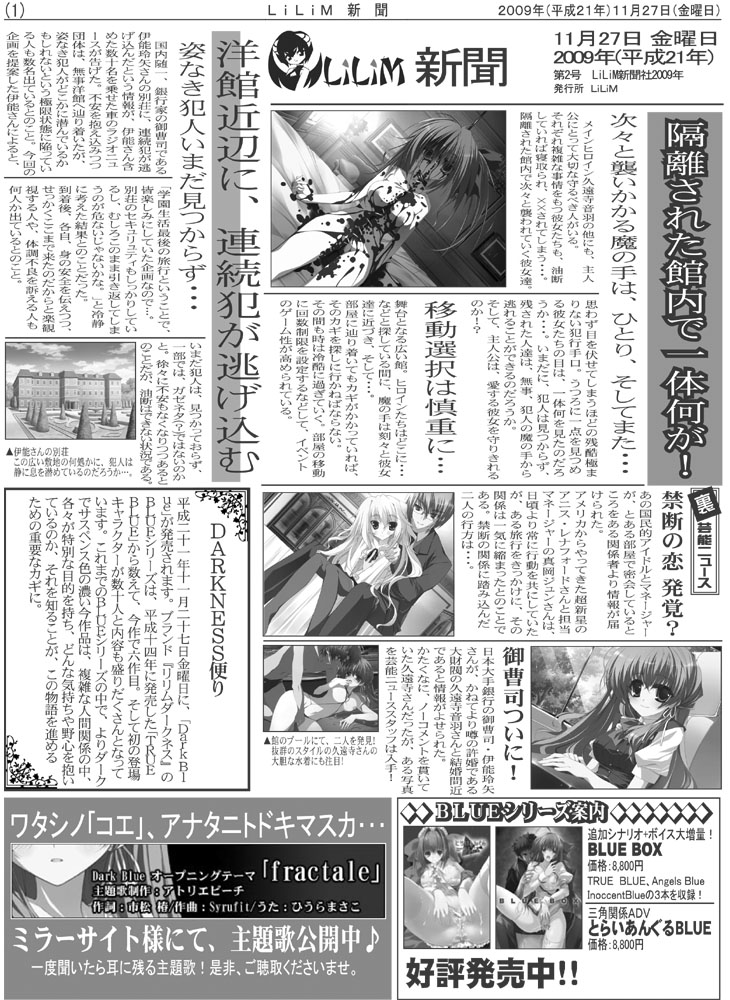 (1)
LiLiM 新聞
2009年(平成21年)11月27日(金曜日)
LiLiM 新聞
11月27日 金曜日
2009年(平成21年)
第2号 LiLiM新聞社2009年
発行所 LiLiM
隔離された館内で一体何が!
次々と襲いかかる魔の手は、ひとり、そしてまた・・・
メインヒロイン久遠寺音羽の他にも、主人
公にとって大切な守るべき人がいる。
それぞれ複雑な事情をもつ彼女たちも、油断
していれば寝取られ、××されてしまう・・・。
隔離された館内で次々と襲われていく彼女達。
思わず目を伏せてしまうほどの残酷極ま
りない犯行手口。うつろに一点を見つめ
る彼女たちの目は、一体何を見たのだろ
うか・・・。いまだに、犯人は見つからず。
残された人達は、無事、犯人の魔の手から
逃れることができるのだろうか。
そして、主人公は、愛する彼女を守りきれる
のか!?
移動選択は慎重に・・・
舞台となる広い館。ヒロインたちはどこに・・・
などと探している間に、魔の手は刻々と彼女
達に近づき、そして・・・。
部屋に辿り着いてもカギがかかっていれば、
そのカギを探しに行かねばならない。
その間も時は冷酷に過ぎていく。部屋の移動
に回数制限を設けるなどして、イベント
のゲーム性が高められている。
洋館近辺に、連続犯が逃げ込む
姿なき犯人いまだ見つからず・・・
国内随一、銀行家の御曹司である
伊能玲矢さんの別荘に、連続犯が逃
げ込んだという情報が、伊能さん含
めた数十名を乗せた車のラジオニュ
ースが告げた。不安を抱え込みつつ
団体は、無事洋館へ辿り着いたが、
姿なき犯人がどこかに潜んでいるか
もしれないという極限状態に陥ってい
る人も数名出ているとのこと。今回の
企画を提案した伊能さんによると、
「学園生活最後の旅行ということで、
皆楽しみにしていた企画なので・・・。
別荘のセキュリティもしっかりしてい
るし、むしろこのまま引き返してしま
うのが危ないじゃないかな。」と冷静
に考えた結果とのことだった。
到着後、各自、身の安全を伝えつつ、
せっかくここまで来たのだからと楽観
視する人や、体調不良を訴える人も
何人か出ているとのこと。
いまだ犯人は、見つかっておらず、
一部では、ガセネタ?ではないのか
と。徐々に不安もなくりつつあると
のことだが、油断はできない状況である。
▲伊能さんの別荘
この広い敷地の何処かに、犯人は
静に息を潜めているのだろうか・・・。
裏 芸能ニュース
禁断の恋 発覚?
あの国民的アイドルとマネージャー
が、とある部屋で密会していると
ころをある関係者より情報が届
けられた。
アメリカからやってきた超新星の
アニス・レナフォードさんと担当
マネージャーの真岡ジュンさんは、
日頃より常に行動を共にしていた
が、ある旅行をきっかけに、その
関係は一気に縮まったとのことで
ある。禁断の関係に踏み込んだ
二人の行方は・・・。
御曹司ついに!
日本大手銀行の御曹司・伊能玲矢
さんが、かねてより噂の許婚である
大財閥の久遠寺音羽さんと結婚間近
であると情報がよせられた。
かたくなに、ノーコメントを貫いて
いた久遠寺さんだったが、ある写真
を芸能ニューススタッフは入手!
▲館のプールにて、二人を発見!
抜群のスタイルの久遠寺さんの
大胆な水着にも注目!
DARKNESS便り
平成二十一年十一月二十七日金曜日に、「DarkBl
ue」が発売されます。ブランド『リリムダークネス』の
BLUEシリーズは、平成十四年に発売した「TRUE
BLUE」から数えて、今作で六作目。そして初の登場
キャラクターが数十人と内容も盛りだくさんとなって
います。これまでのBLUEシリーズの中で、よりダーク
でサスペンス色の濃い今作品は、複雑な人間関係の中、
各々が特別な目的を持ち、どんな気持ちや野心を抱い
ているのが、それを知ることが、この物語を進める
ための重要なカギに。
ワタシノ「コエ」、アナタニトドキマスカ・・・
Dark Blue オープニングテーマ「fractale」
主題歌制作:アトリエピーチ
作詞:市松 椿/作曲:Syrufit/うた:ひうらまさこ
ミラーサイト様にて、主題歌公開中♪
一度聞いたら耳に残る主題歌!是非、ご聴取くださいませ。
BLUEシリーズ案内
追加シナリオ+ボイス大増量!
BLUE BOX
価格:8,800円
TRUE BLUE、Angels Blue
InoccentBlueの3本を収録!
三角関係ADV
とらいあんぐるBLUE
価格:8,800円
BLUE BOX
好評発売中!!